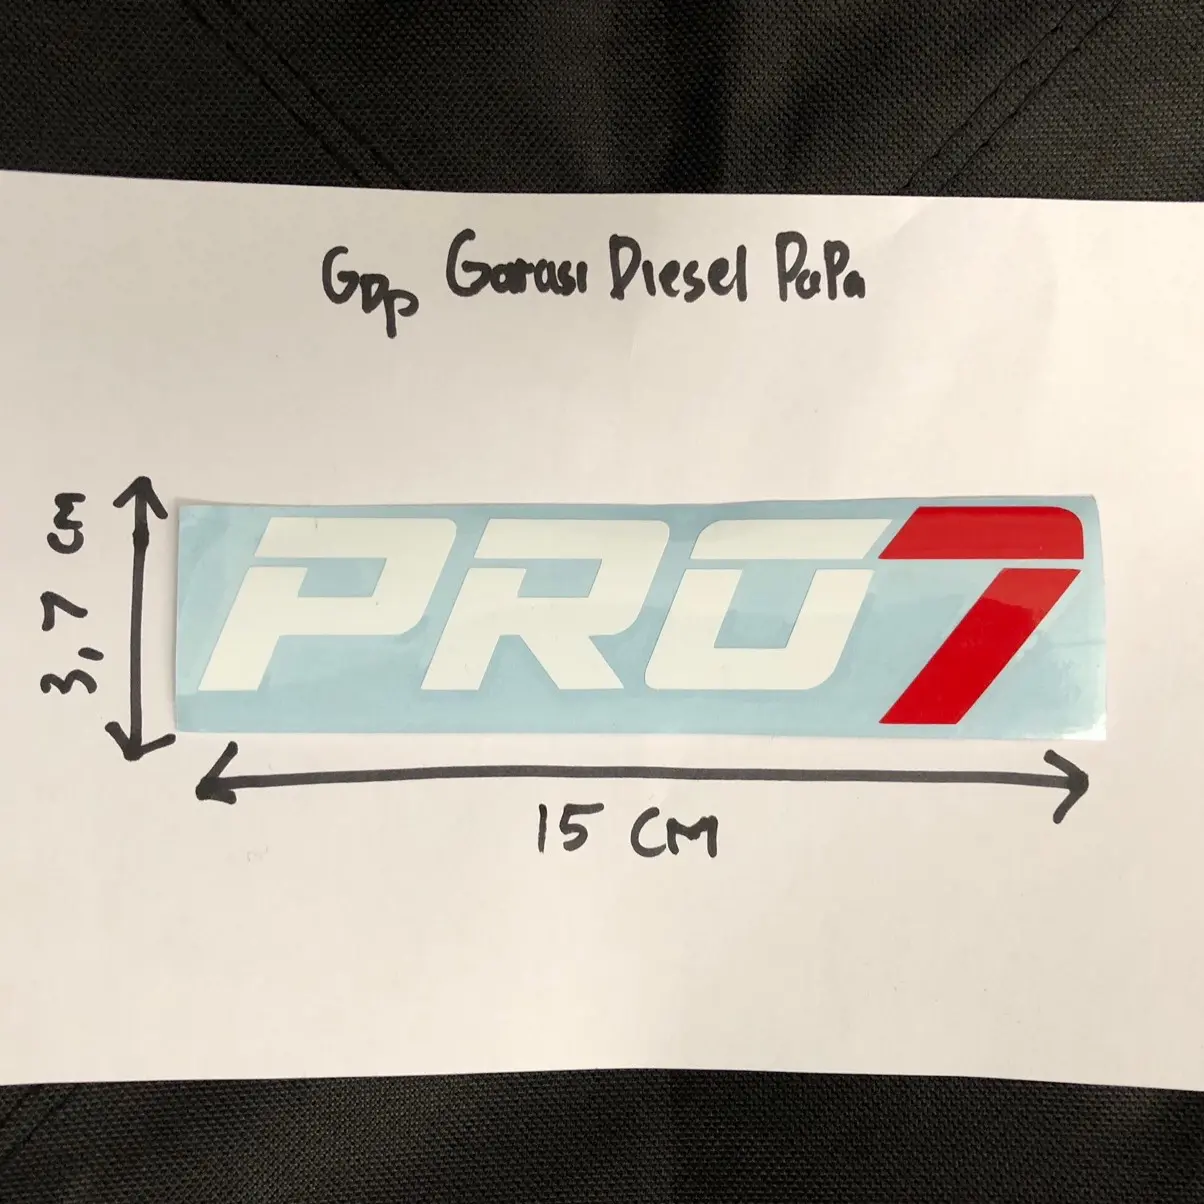 GDP Garasi Diesel PaPa
3,7 cm
PRO7
15 CM